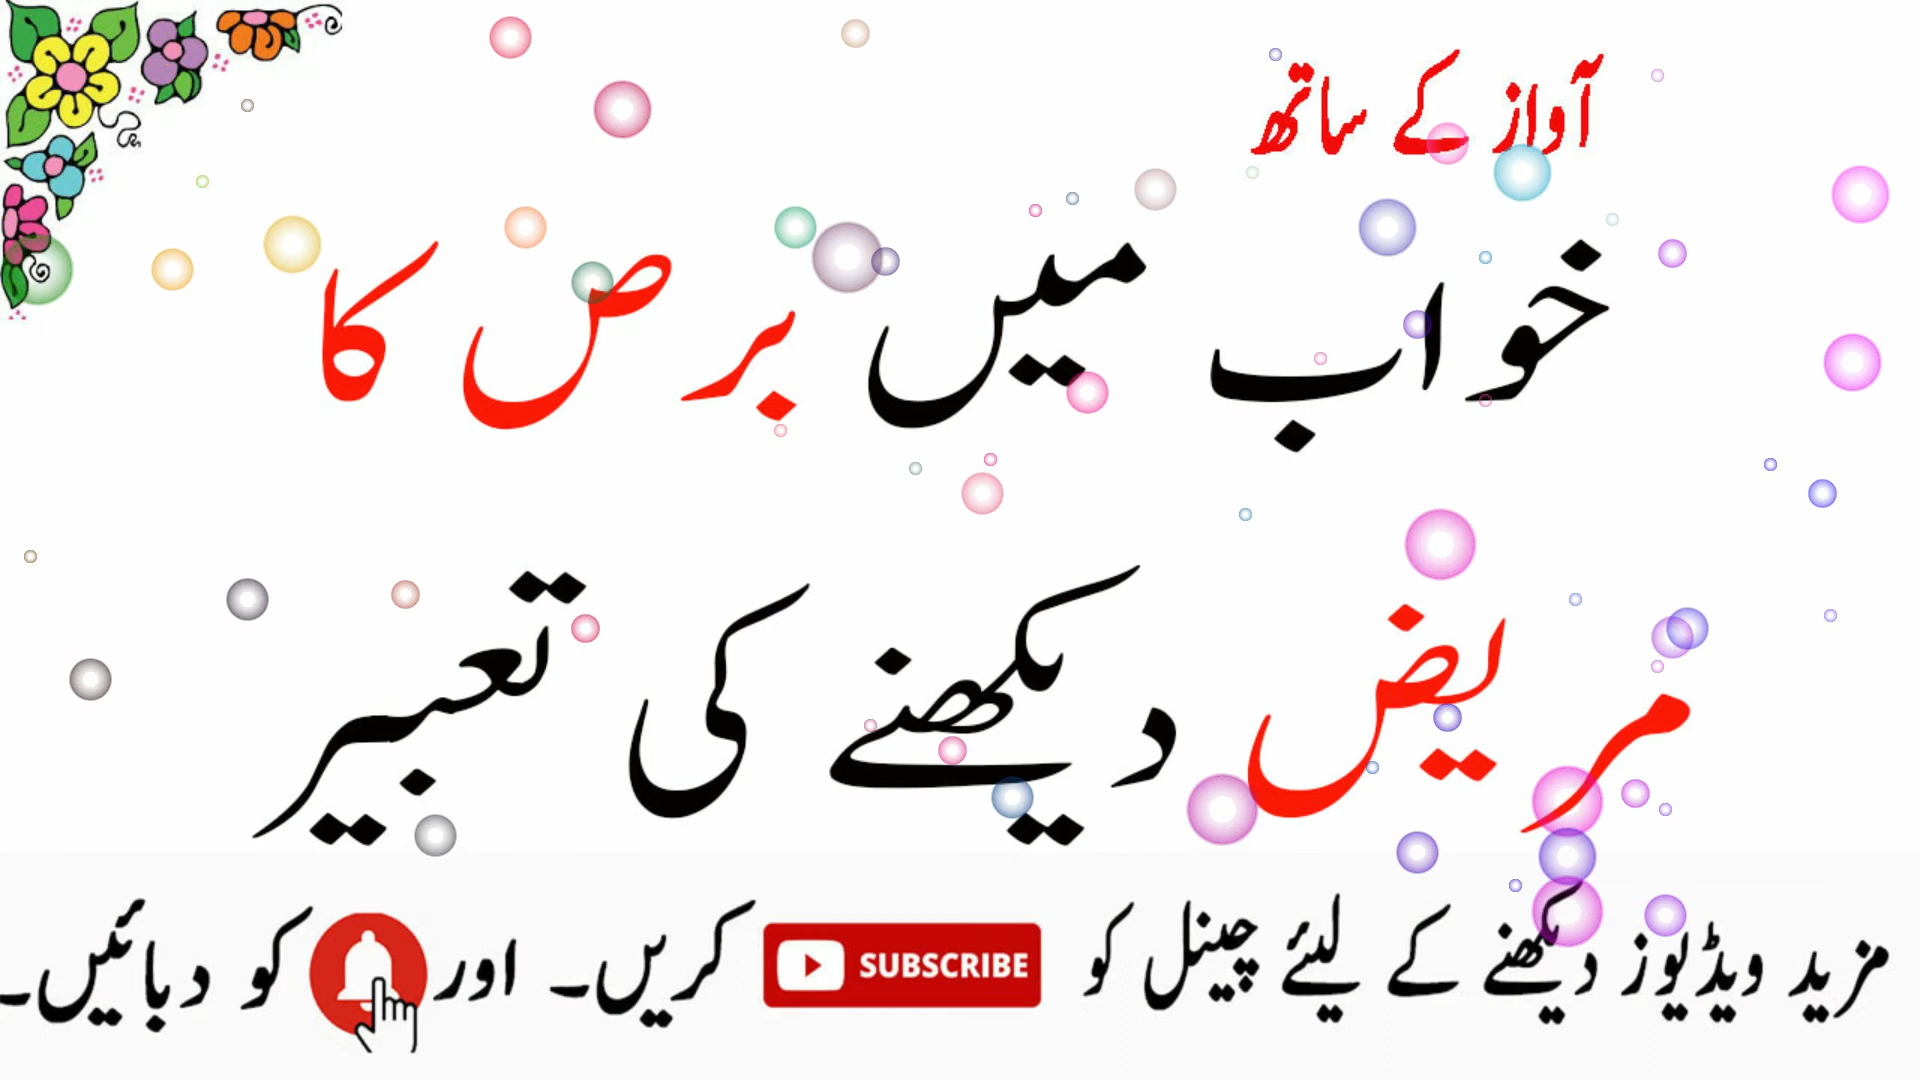 آواز کے ساتھ
خواب میں برص کا
مریض دیکھنے کی تعبیر
مزید ویڈیوز دیکھنے کے لیئے چینل کو SUBSCRIBE کریں۔ اور کو دبائیں۔